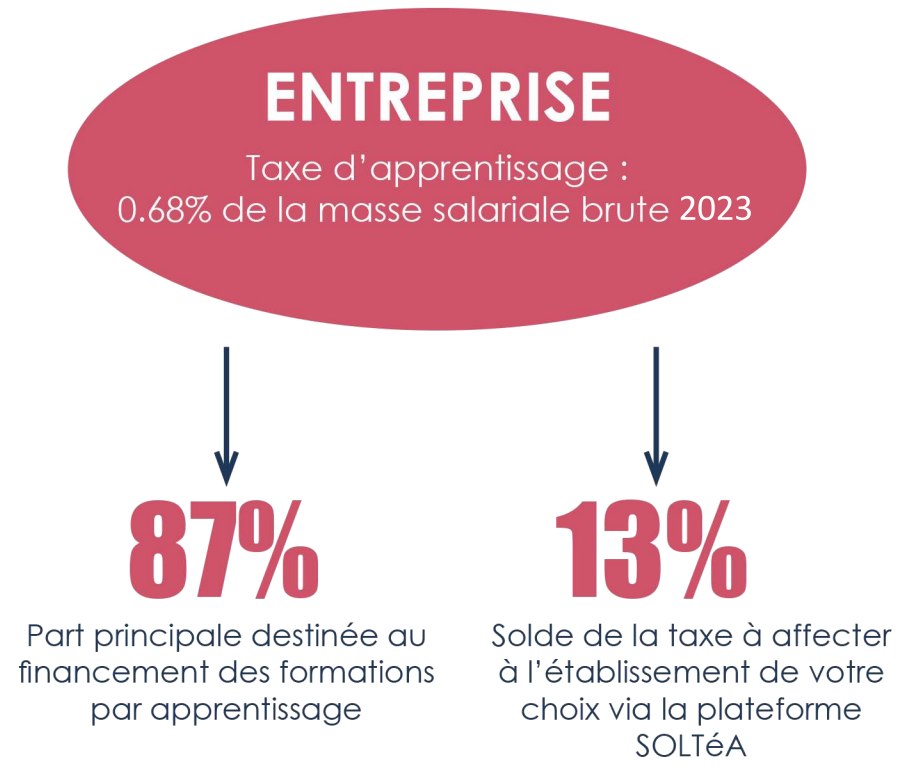 ENTREPRISE
Taxe d’apprentissage :
0.68% de la masse salariale brute 2023
87%
Part principale destinée au
financement des formations
par apprentissage
13%
Solde de la taxe à affecter
à l’établissement de votre
choix via la plateforme
SOLTéA